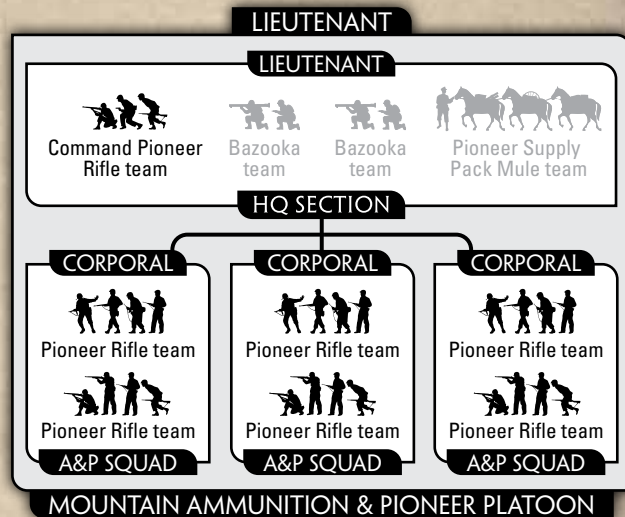 LIEUTENANT
LIEUTENANT
Command Pioneer
Rifle team
Bazooka
team
Bazooka
team
Pioneer Supply
Pack Mule team
HQ SECTION
CORPORAL
Pioneer Rifle team
Pioneer Rifle team
A&P SQUAD
CORPORAL
Pioneer Rifle team
Pioneer Rifle team
A&P SQUAD
CORPORAL
Pioneer Rifle team
Pioneer Rifle team
A&P SQUAD
MOUNTAIN AMMUNITION & PIONEER PLATOON